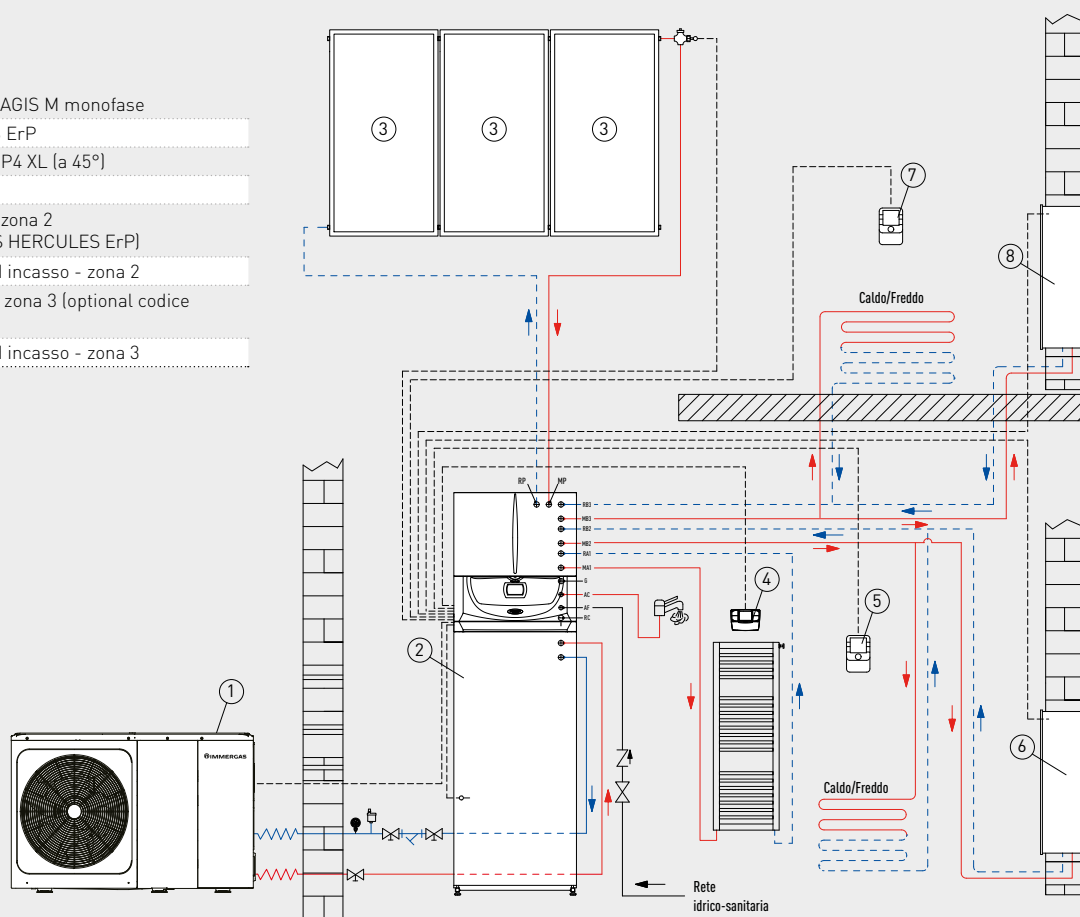 AGIS M monofase
ErP
P4 XL (a 45°)
zona 2
S HERCULES ErP)
incasso - zona 2
zona 3 (optional codice
incasso - zona 3
3
3
3
7
8
Caldo/Freddo
RP
MP
RB3
MB3
RB2
MB2
RA1
MA1
G
AC
AF
RC
4
5
2
1
IMMERGAS
6
Caldo/Freddo
Rete
idrico-sanitaria